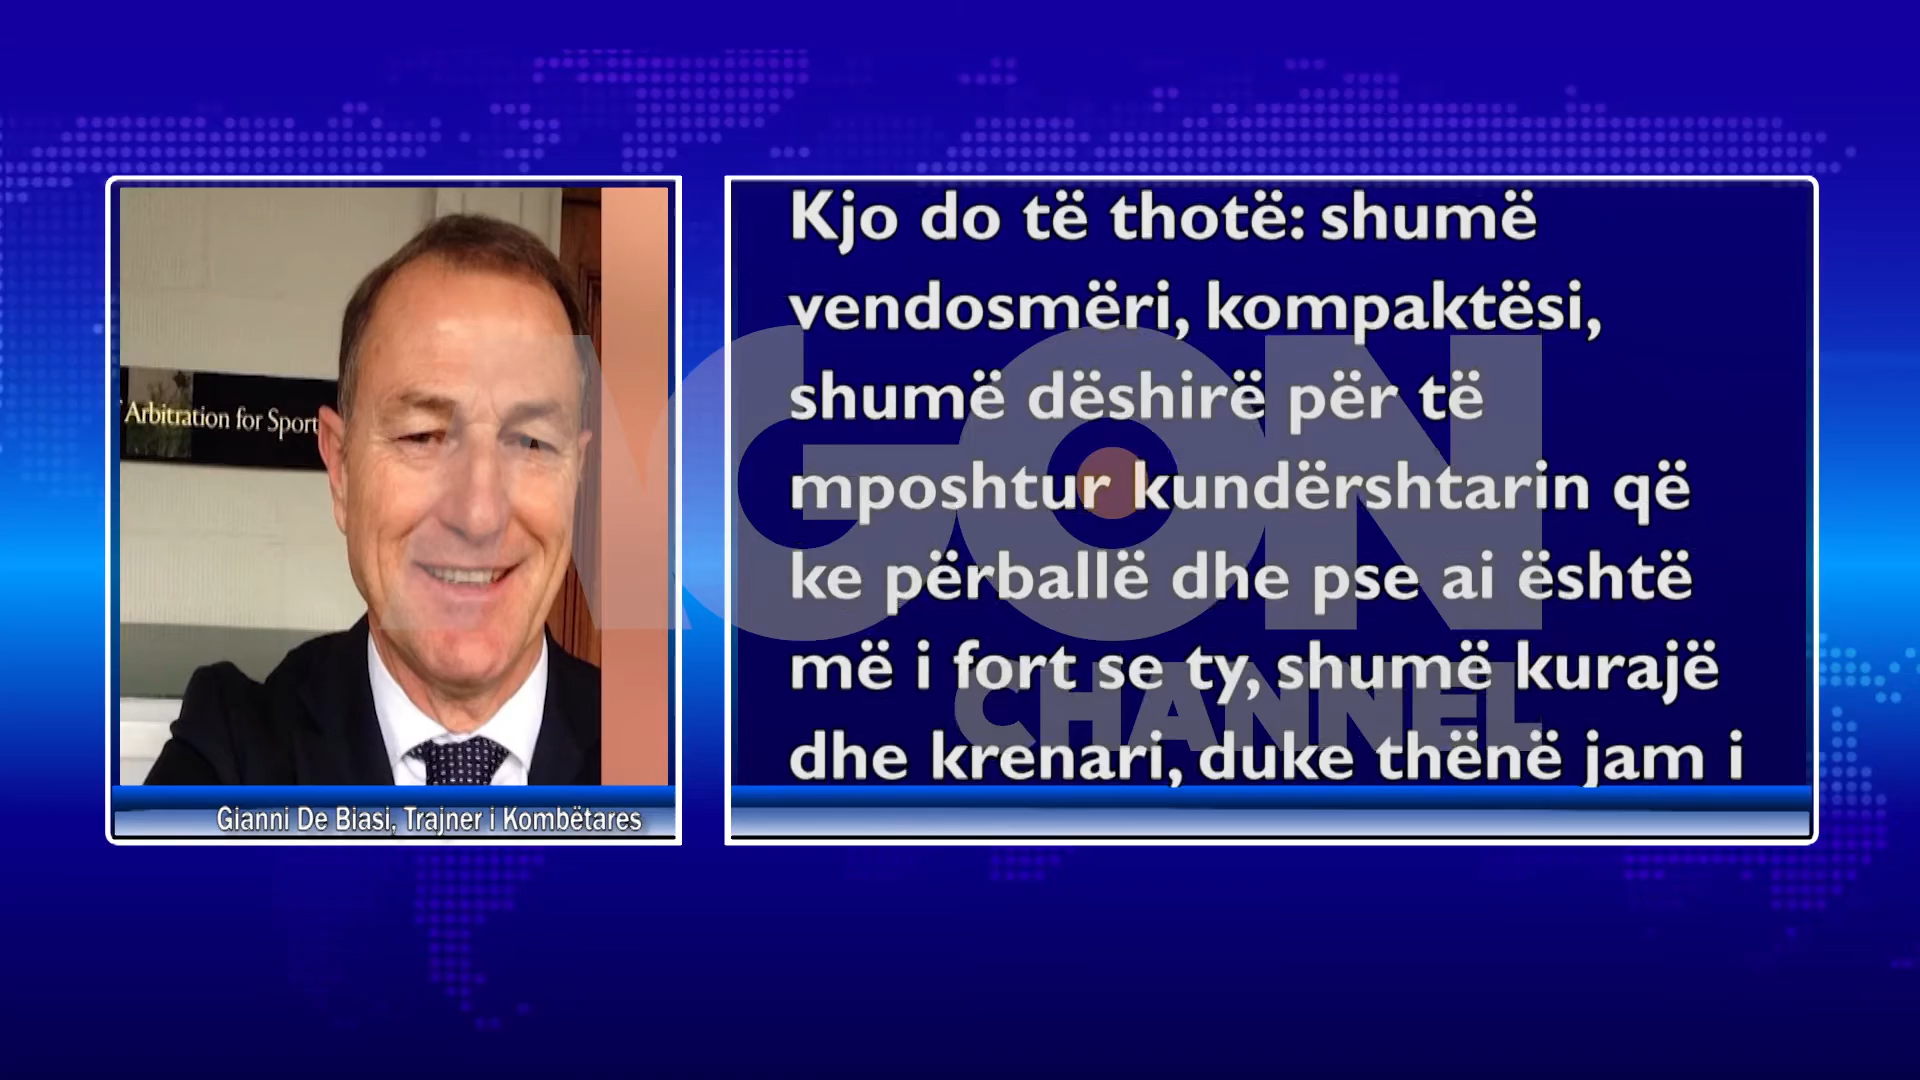 Kjo do të thotë: shumë
vendosmëri, kompaktësi,
shumë dëshirë për të
mposhtur kundërshtarin që
ke përballë dhe pse ai është
më i fort se ty, shumë kurajë
dhe krenari, duke thënë jam i
Arbitration for Sport
Gianni De Biasi, Trajner i Kombëtares
AGON
CHANNEL